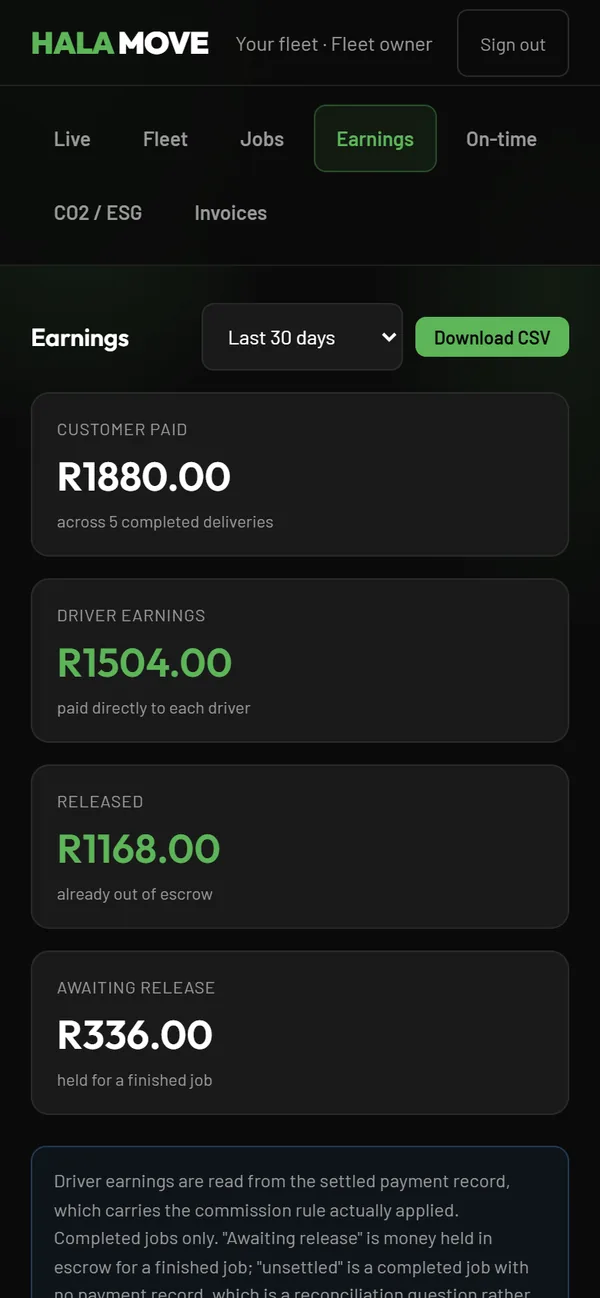 HALA MOVE Your fleet · Fleet owner Sign out
Live Fleet Jobs Earnings On-time
CO2 / ESG Invoices
Earnings Last 30 days Download CSV
CUSTOMER PAID
R1880.00
across 5 completed deliveries
DRIVER EARNINGS
R1504.00
paid directly to each driver
RELEASED
R1168.00
already out of escrow
AWAITING RELEASE
R336.00
held for a finished job
Driver earnings are read from the settled payment record,
which carries the commission rule actually applied.
Completed jobs only. "Awaiting release" is money held in
escrow for a finished job; "unsettled" is a completed job with
no payment record, which is a reconciliation question rather